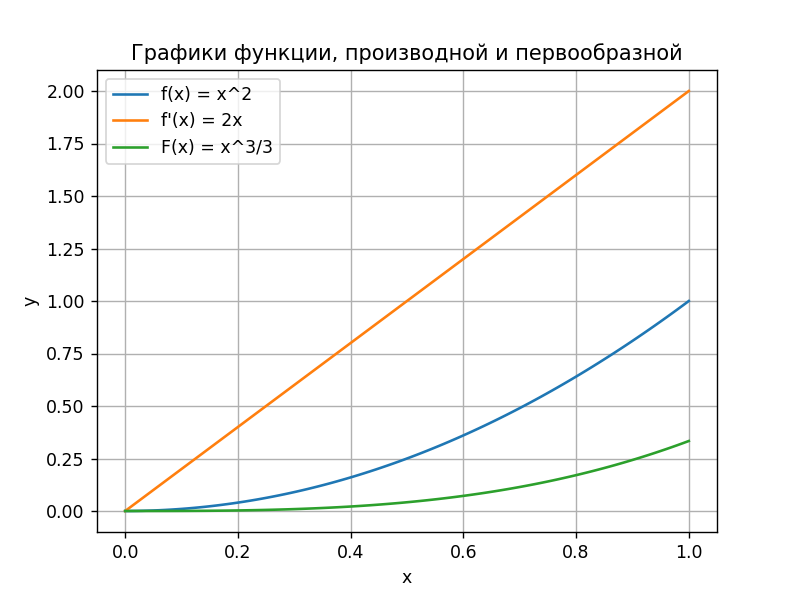 Графики функции, производной и первообразной
f(x) = x^2
f'(x) = 2x
F(x) = x^3/3
2.00
1.75
1.50
1.25
1.00
0.75
0.50
0.25
0.00
y
0.0 0.2 0.4 0.6 0.8 1.0
x